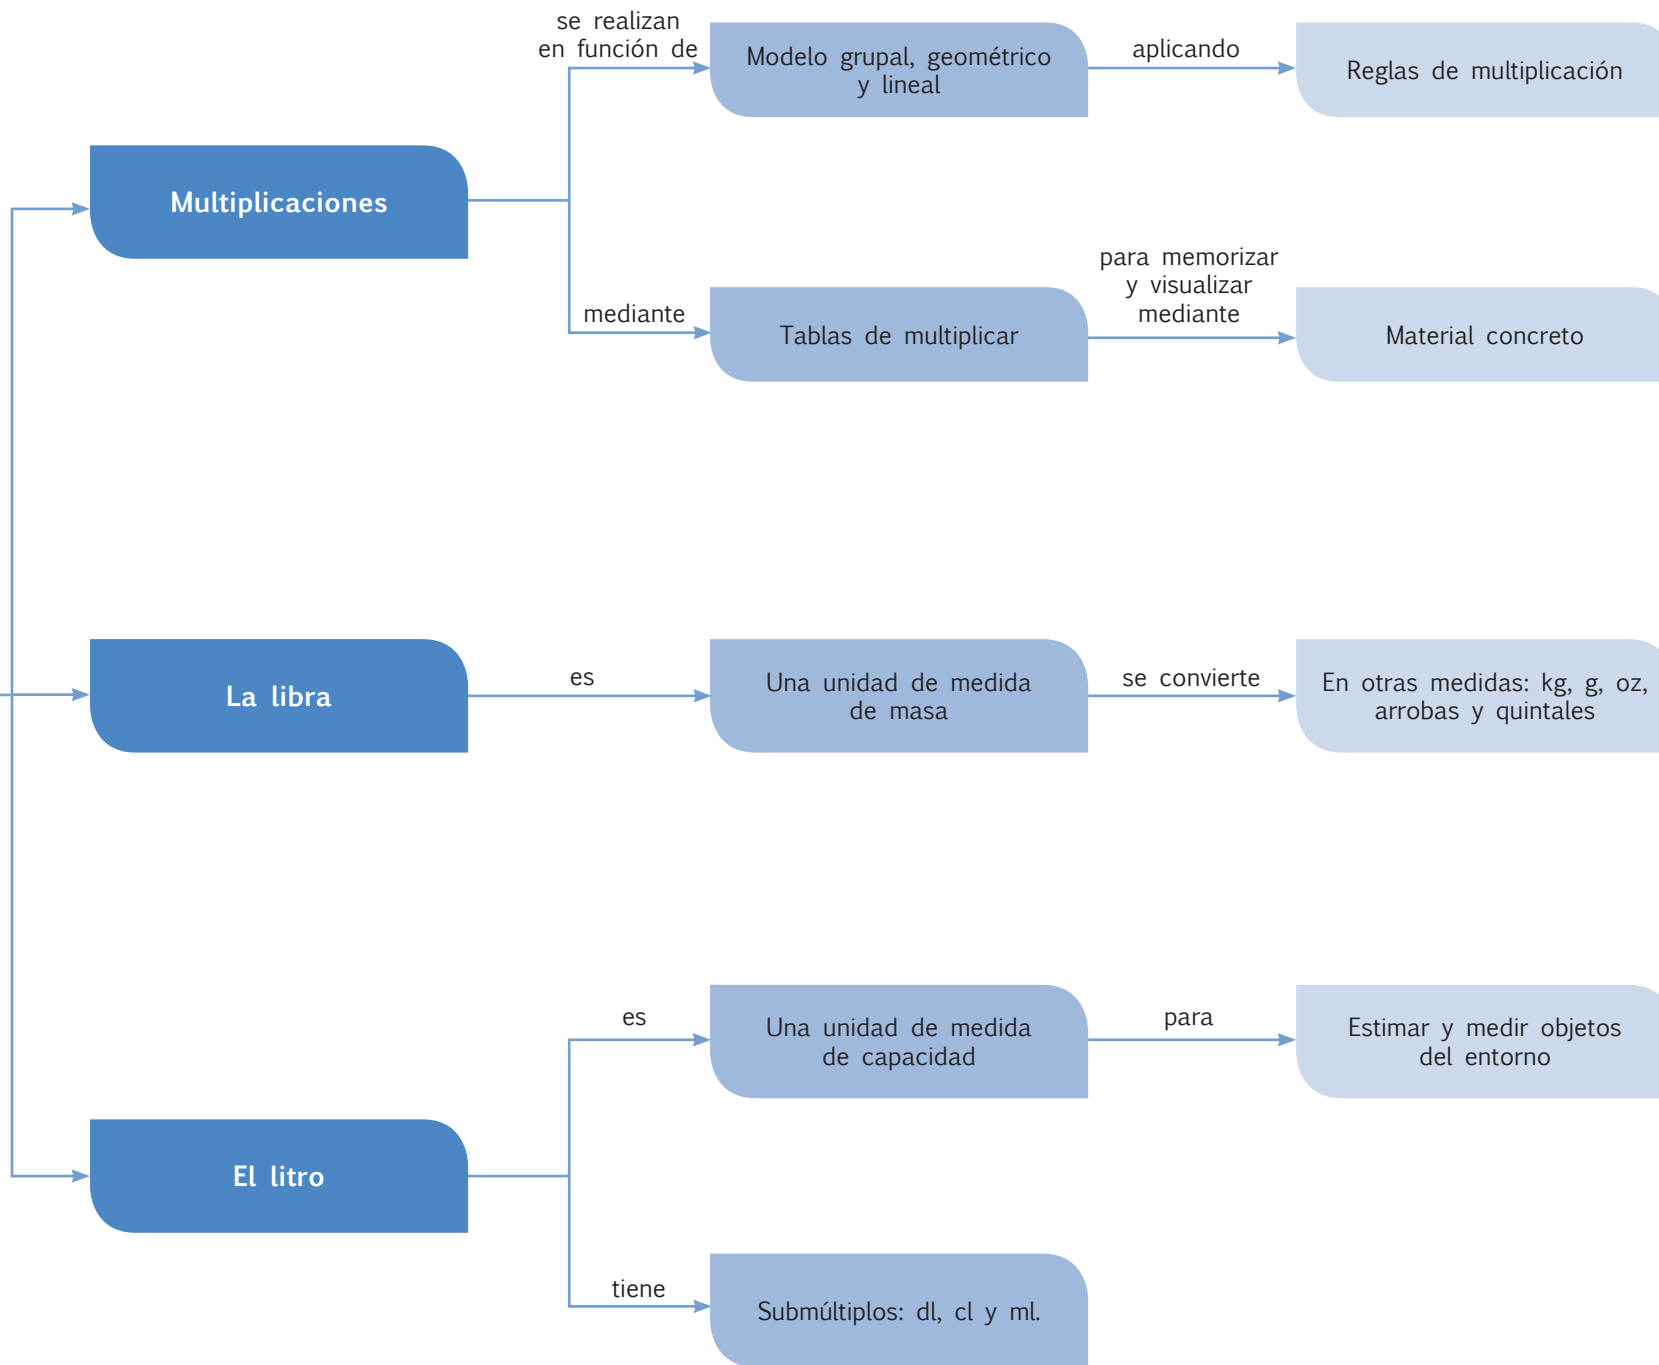 se realizan
en función de
Modelo grupal, geométrico
y lineal
aplicando
Reglas de multiplicación
Multiplicaciones
mediante
Tablas de multiplicar
para memorizar
y visualizar
mediante
Material concreto
La libra
es
Una unidad de medida
de masa
se convierte
En otras medidas: kg, g, oz,
arrobas y quintales
El litro
es
Una unidad de medida
de capacidad
para
Estimar y medir objetos
del entorno
tiene
Submúltiplos: dl, cl y ml.